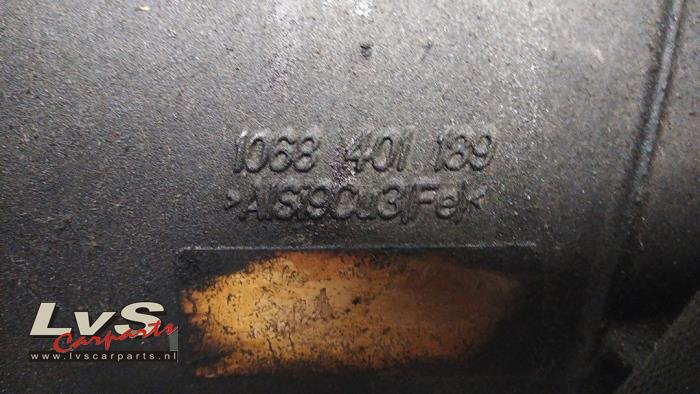 1068 401 189
>AlSi9Cu3(Fe)<
LvS
Carparts
www.lvscarparts.nl